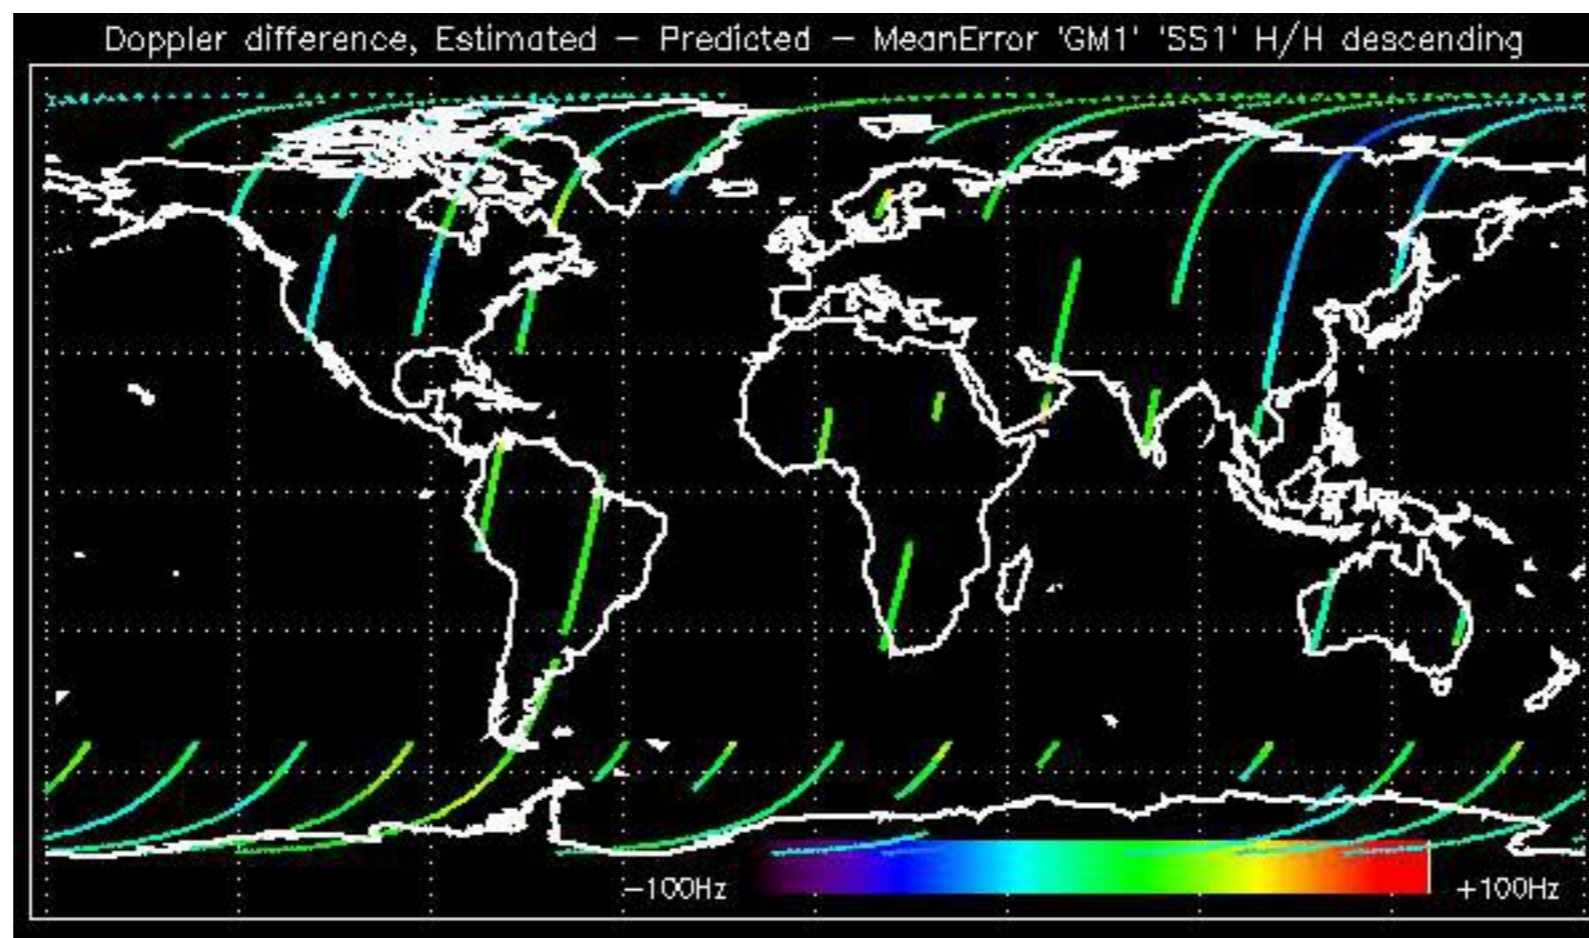 Doppler difference, Estimated – Predicted – MeanError 'GM1' 'SS1' H/H descending
–100Hz +100Hz